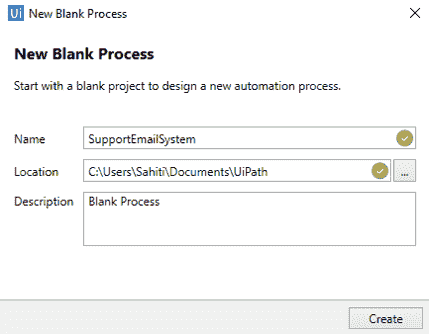 Ui New Blank Process
New Blank Process
Start with a blank project to design a new automation process.
Name SupportEmailSystem
Location C:\Users\Sahiti\Documents\UiPath ...
Description Blank Process
Create